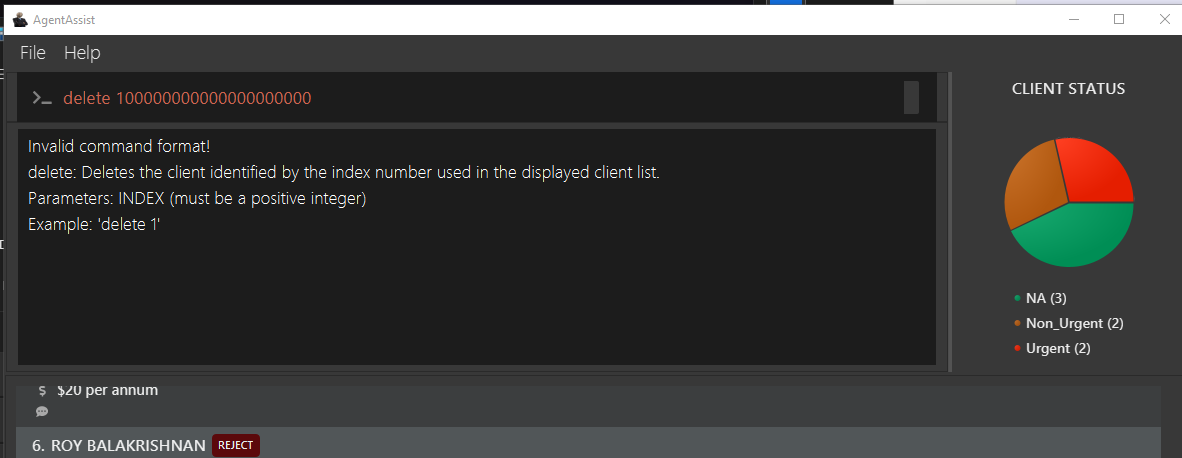 AgentAssist
File Help
delete 100000000000000000000
Invalid command format!
delete: Deletes the client identified by the index number used in the displayed client list.
Parameters: INDEX (must be a positive integer)
Example: 'delete 1'
CLIENT STATUS
NA (3)
Non_Urgent (2)
Urgent (2)
$ $20 per annum
6. ROY BALAKRISHNAN REJECT